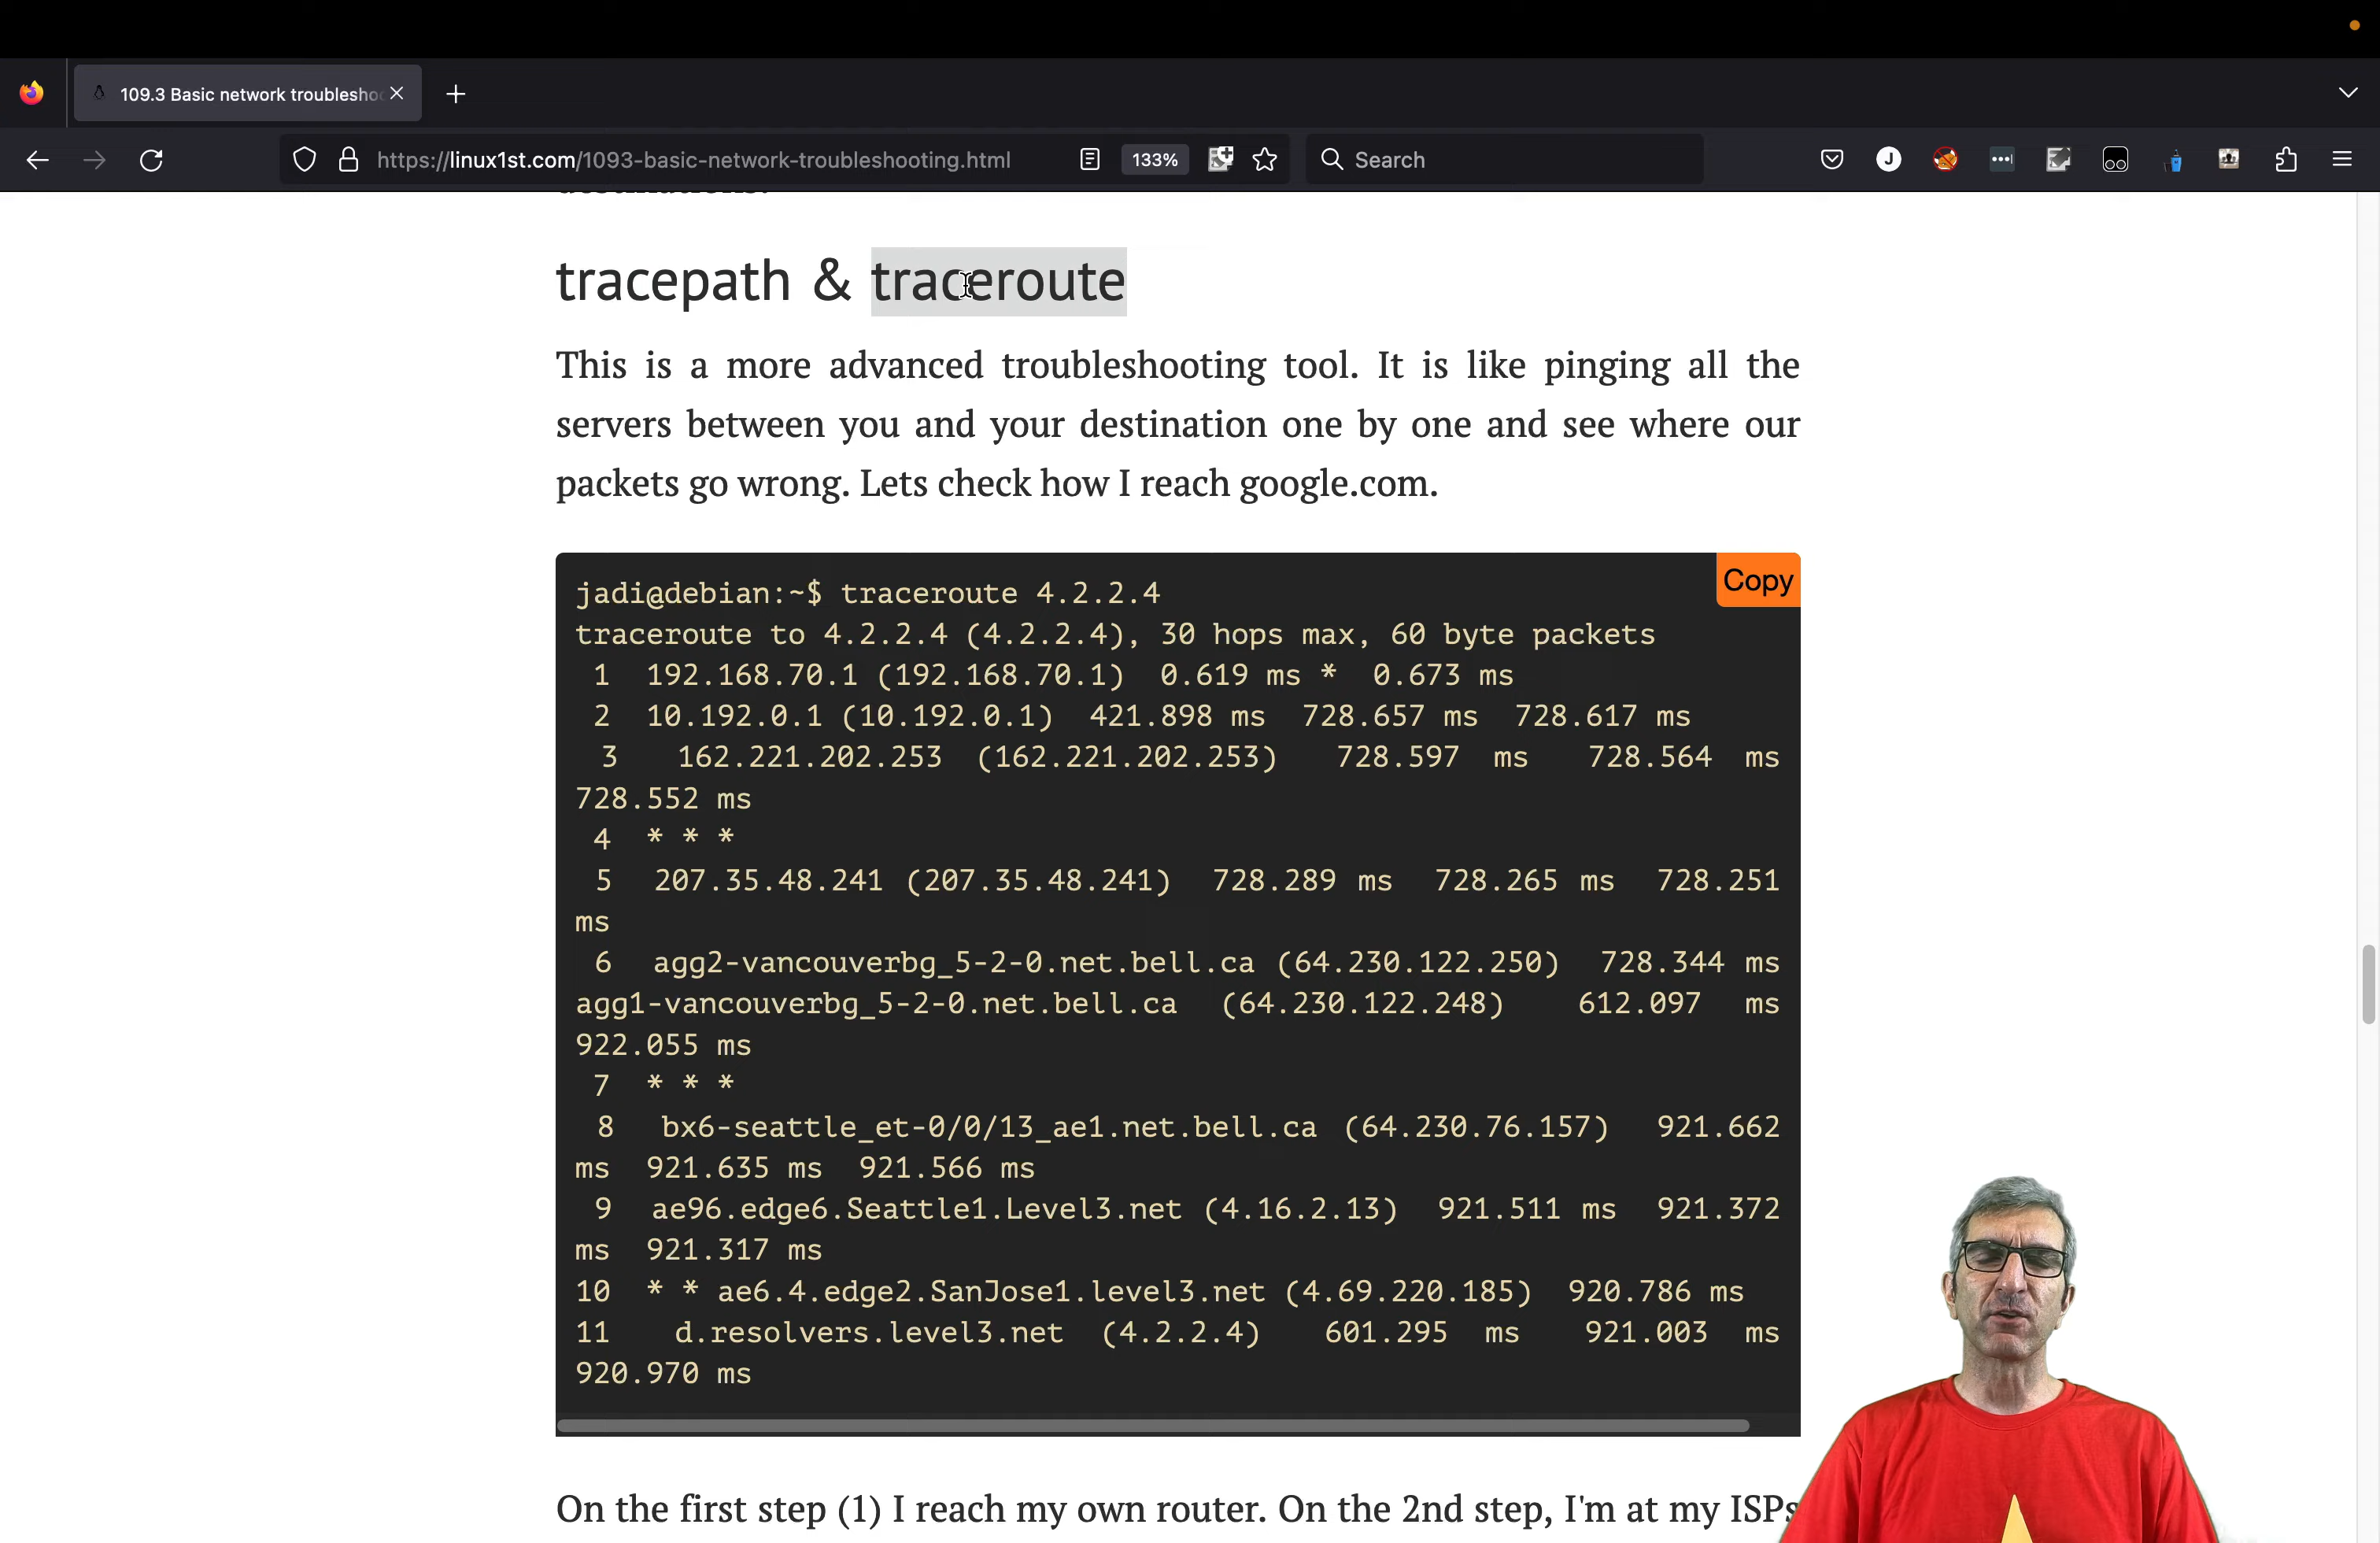 109.3 Basic network troublesho
https://linux1st.com/1093-basic-network-troubleshooting.html
133%
Search
J
destinations.
tracepath & traceroute
This is a more advanced troubleshooting tool. It is like pinging all the
servers between you and your destination one by one and see where our
packets go wrong. Lets check how I reach google.com.
Copy
jadi@debian:~$ traceroute 4.2.2.4
traceroute to 4.2.2.4 (4.2.2.4), 30 hops max, 60 byte packets
1 192.168.70.1 (192.168.70.1) 0.619 ms * 0.673 ms
2 10.192.0.1 (10.192.0.1) 421.898 ms 728.657 ms 728.617 ms
3 162.221.202.253 (162.221.202.253) 728.597 ms 728.564 ms
728.552 ms
4 * * *
5 207.35.48.241 (207.35.48.241) 728.289 ms 728.265 ms 728.251
ms
6 agg2-vancouverbg_5-2-0.net.bell.ca (64.230.122.250) 728.344 ms
agg1-vancouverbg_5-2-0.net.bell.ca (64.230.122.248) 612.097 ms
922.055 ms
7 * * *
8 bx6-seattle_et-0/0/13_ae1.net.bell.ca (64.230.76.157) 921.662
ms 921.635 ms 921.566 ms
9 ae96.edge6.Seattle1.Level3.net (4.16.2.13) 921.511 ms 921.372
ms 921.317 ms
10 * * ae6.4.edge2.SanJose1.level3.net (4.69.220.185) 920.786 ms
11 d.resolvers.level3.net (4.2.2.4) 601.295 ms 921.003 ms
920.970 ms
On the first step (1) I reach my own router. On the 2nd step, I'm at my ISPs